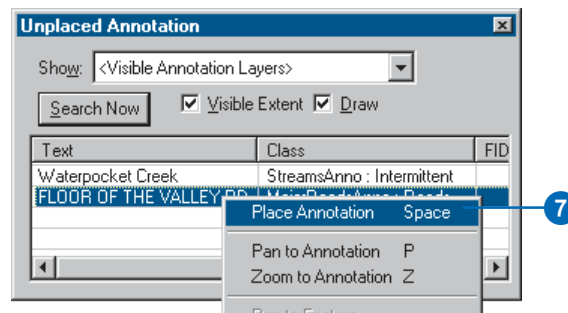 Unplaced Annotation
Show: <Visible Annotation Layers>
Search Now Visible Extent Draw
Text Class FID
Waterpocket Creek StreamsAnno : Intermittent
FLOOR OF THE VALLEY RD
Place Annotation Space 7
Pan to Annotation P
Zoom to Annotation Z